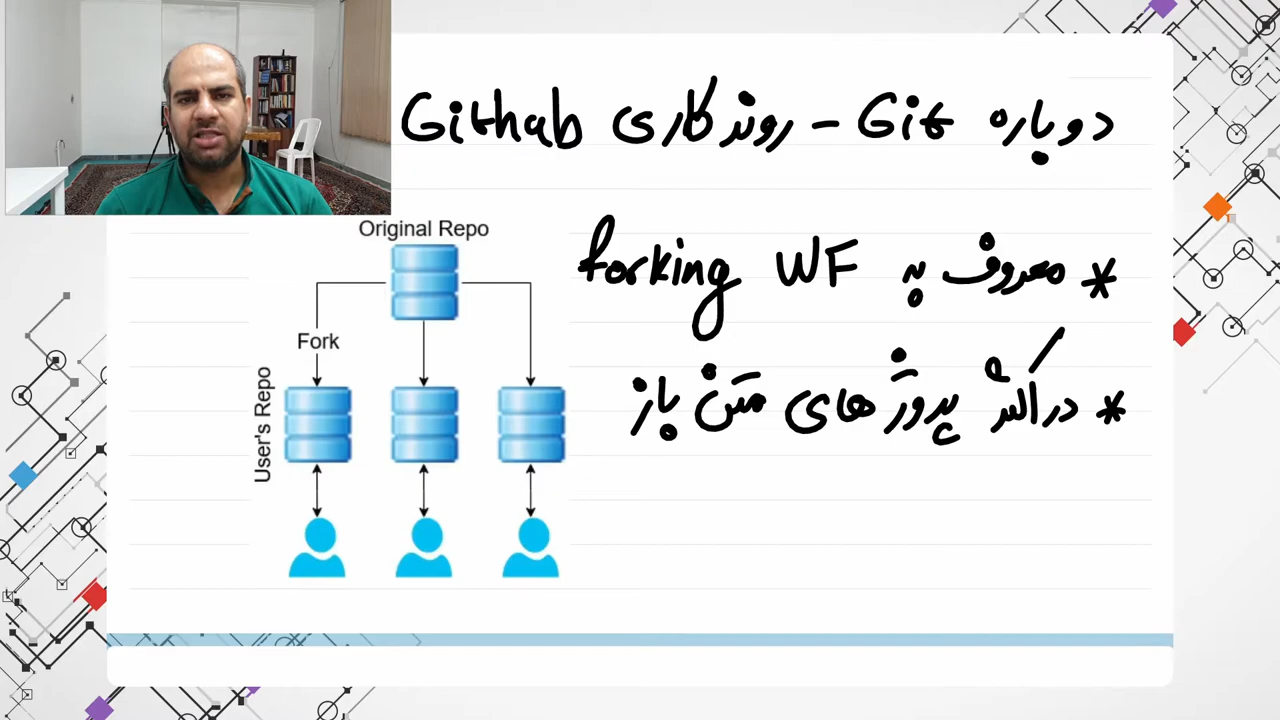 دوباره Git - روندکاری Githab
* معروف به forking WF
* در اکثر پروژه های متن باز
Original Repo
Fork
User's Repo